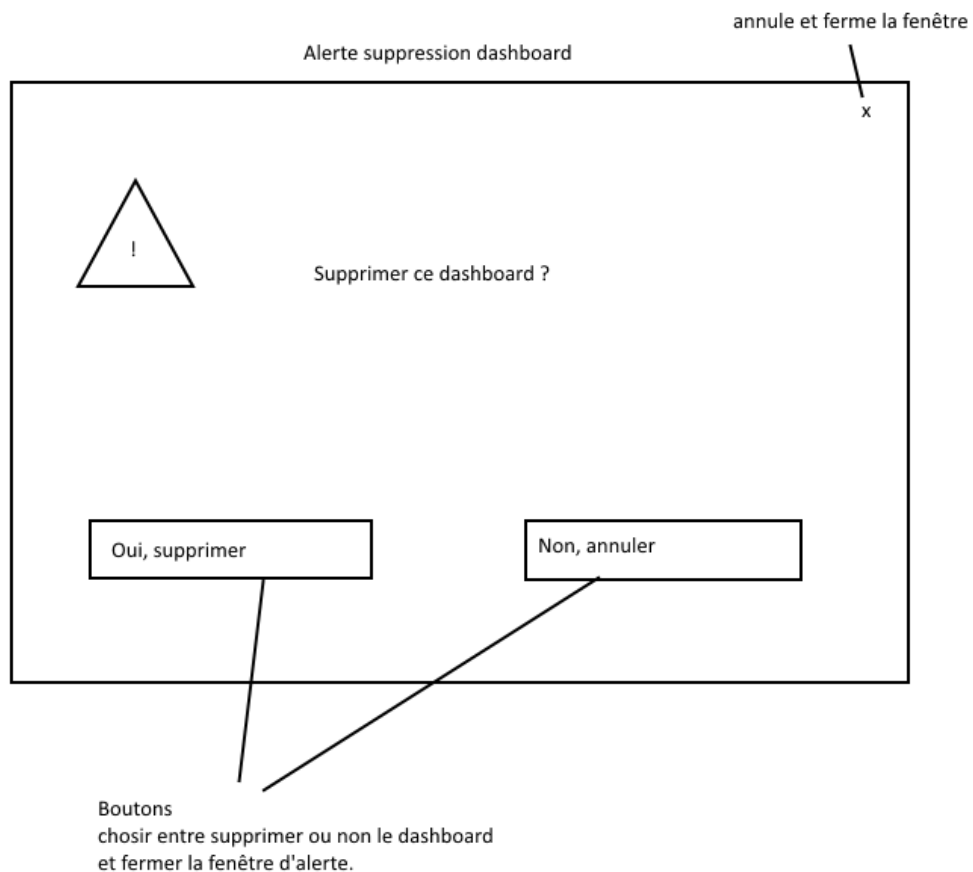 annule et ferme la fenêtre
Alerte suppression dashboard
x
!
Supprimer ce dashboard ?
Oui, supprimer
Non, annuler
Boutons
chosir entre supprimer ou non le dashboard
et fermer la fenêtre d'alerte.